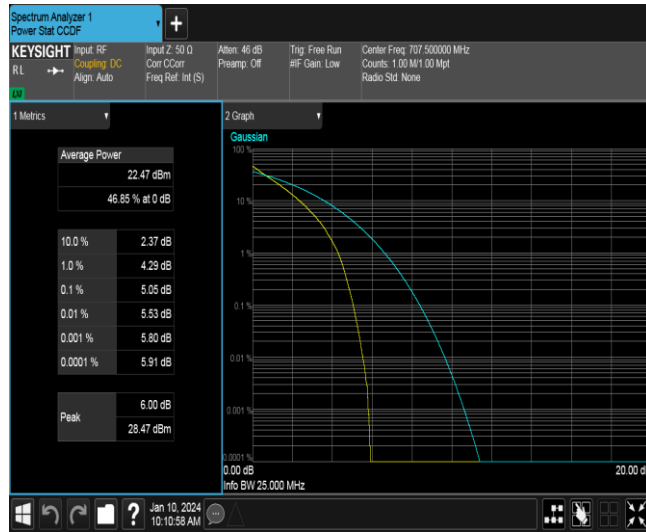 Spectrum Analyzer 1
Power Stat CCDF
+
KEYSIGHT
RL
LXI
Input: RF
Coupling: DC
Align: Auto
Input Z: 50 Ω
Corr CCorr
Freq Ref: Int (S)
Atten: 46 dB
Preamp: Off
Trig: Free Run
#IF Gain: Low
Center Freq: 707.500000 MHz
Counts: 1.00 M/1.00 Mpt
Radio Std: None
1 Metrics
Average Power
22.47 dBm
46.85 % at 0 dB
10.0 % 2.37 dB
1.0 % 4.29 dB
0.1 % 5.05 dB
0.01 % 5.53 dB
0.001 % 5.80 dB
0.0001 % 5.91 dB
Peak
6.00 dB
28.47 dBm
2 Graph
Gaussian
100 %
10 %
1 %
0.1 %
0.01 %
0.001 %
0.0001 %
0.00 dB
20.00 d
Info BW 25.000 MHz
?
Jan 10, 2024
10:10:58 AM